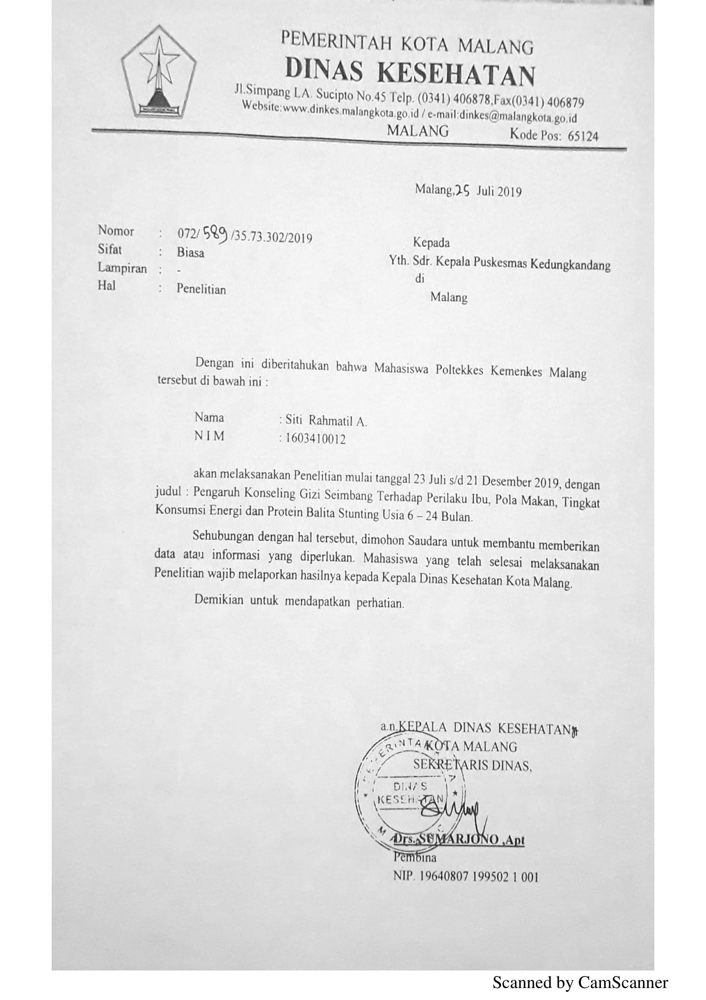 PEMERINTAH KOTA MALANG
DINAS KESEHATAN
Jl.Simpang LA. Sucipto No.45 Telp. (0341) 406878,Fax(0341) 406879
Website:www.dinkes.malangkota.go.id / e-mail:dinkes@malangkota.go.id
MALANG Kode Pos: 65124
Malang,25 Juli 2019
Nomor : 072/ 589 /35.73.302/2019
Sifat : Biasa
Lampiran : -
Hal : Penelitian
Kepada
Yth. Sdr. Kepala Puskesmas Kedungkandang
di
Malang
Dengan ini diberitahukan bahwa Mahasiswa Poltekkes Kemenkes Malang
tersebut di bawah ini :
Nama : Siti Rahmatil A.
N I M : 1603410012
akan melaksanakan Penelitian mulai tanggal 23 Juli s/d 21 Desember 2019, dengan
judul : Pengaruh Konseling Gizi Seimbang Terhadap Perilaku Ibu, Pola Makan, Tingkat
Konsumsi Energi dan Protein Balita Stunting Usia 6 – 24 Bulan.
Sehubungan dengan hal tersebut, dimohon Saudara untuk membantu memberikan
data atau informasi yang diperlukan. Mahasiswa yang telah selesai melaksanakan
Penelitian wajib melaporkan hasilnya kepada Kepala Dinas Kesehatan Kota Malang.
Demikian untuk mendapatkan perhatian.
a.n.KEPALA DINAS KESEHATAN
KOTA MALANG
SEKRETARIS DINAS,
DINAS
KESEHATAN
Drs. SUMARJONO ,Apt
Pembina
NIP. 19640807 199502 1 001
Scanned by CamScanner